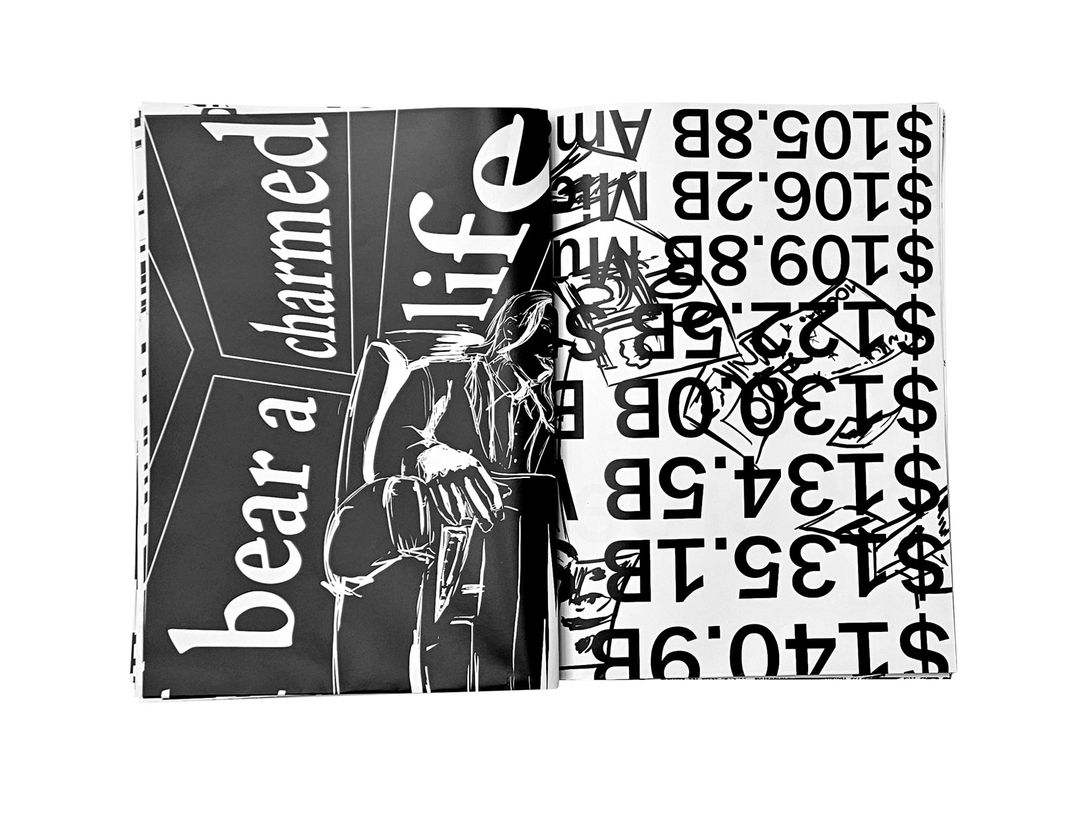 bear a charmed
life
$140.9B
$135.1B
$134.5B
$130.0B
$122.5B S
$109.8B Mu
$106.2B Mi
$105.8B Am